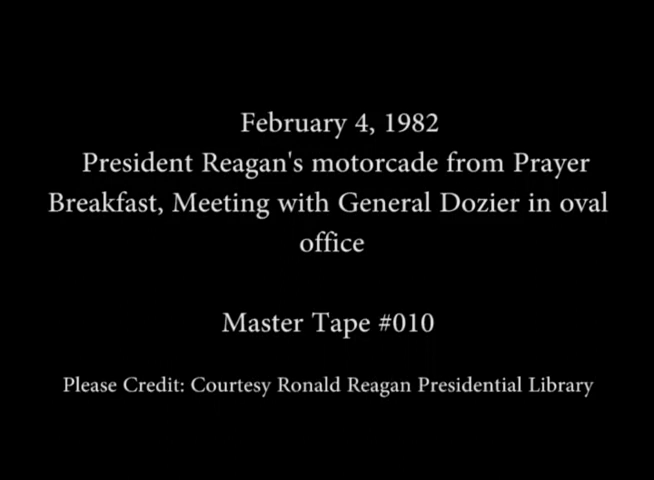 February 4, 1982
President Reagan's motorcade from Prayer
Breakfast, Meeting with General Dozier in oval
office
Master Tape #010
Please Credit: Courtesy Ronald Reagan Presidential Library